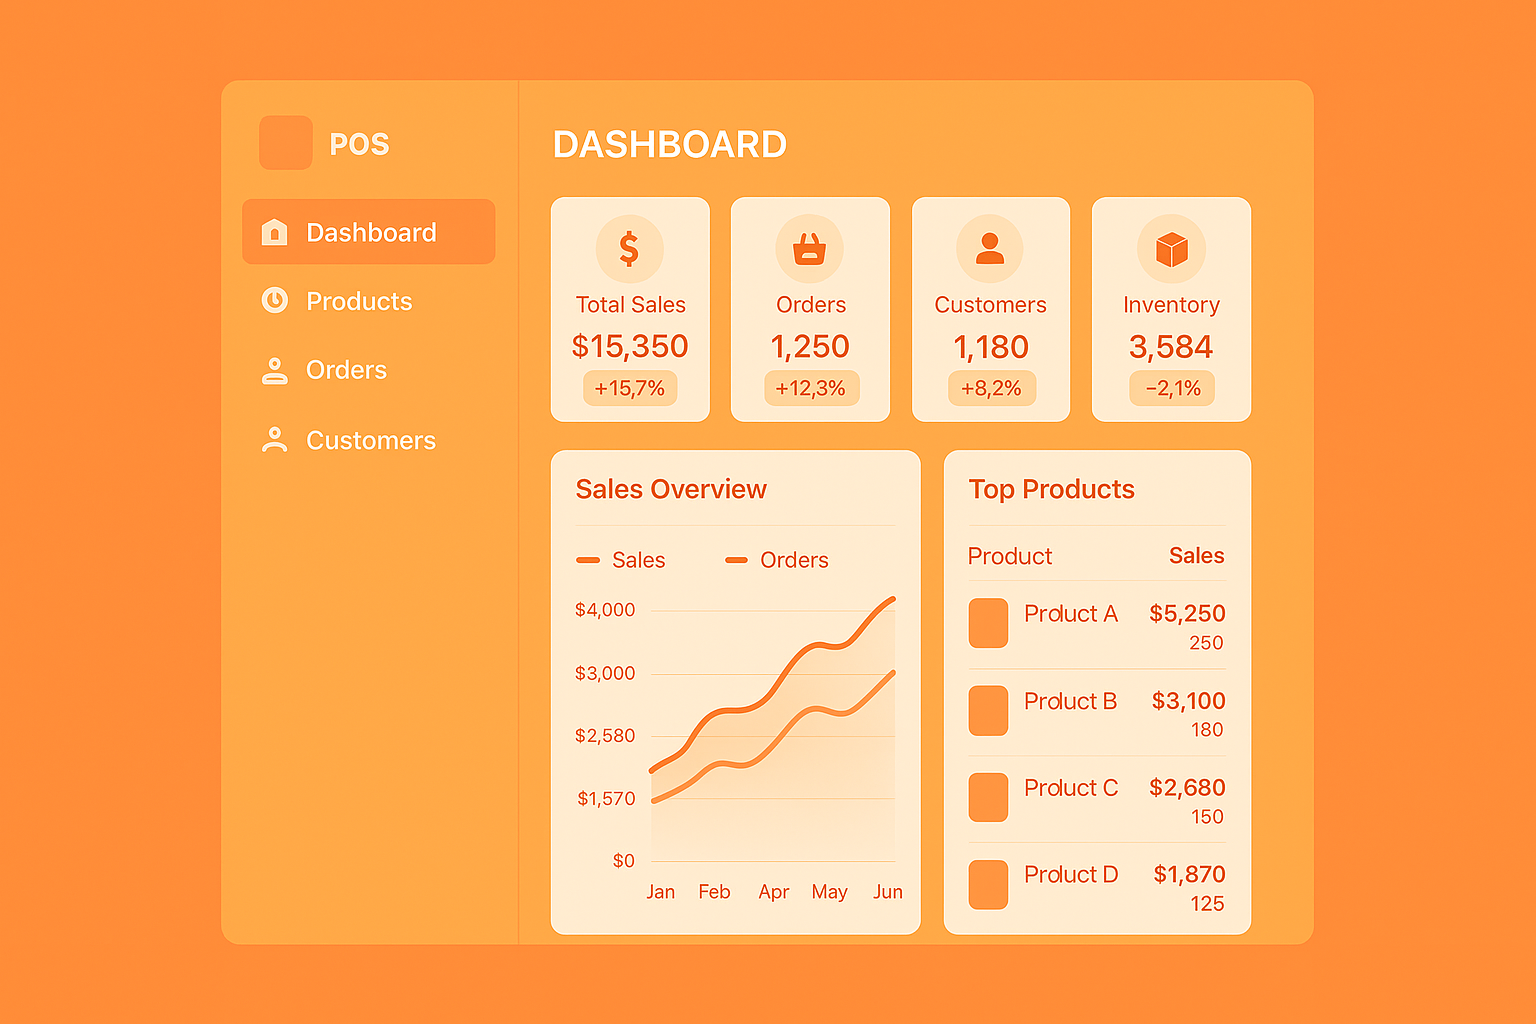 POS
Dashboard
Products
Orders
Customers
DASHBOARD
Total Sales
$15,350
+15,7%
Orders
1,250
+12,3%
Customers
1,180
+8,2%
Inventory
3,584
−2,1%
Sales Overview
Sales Orders
$4,000
$3,000
$2,580
$1,570
$0
Jan Feb Apr May Jun
Top Products
Product Sales
Proluct A $5,250
250
Proluct B $3,100
180
Proluct C $2,680
150
Proluct D $1,870
125